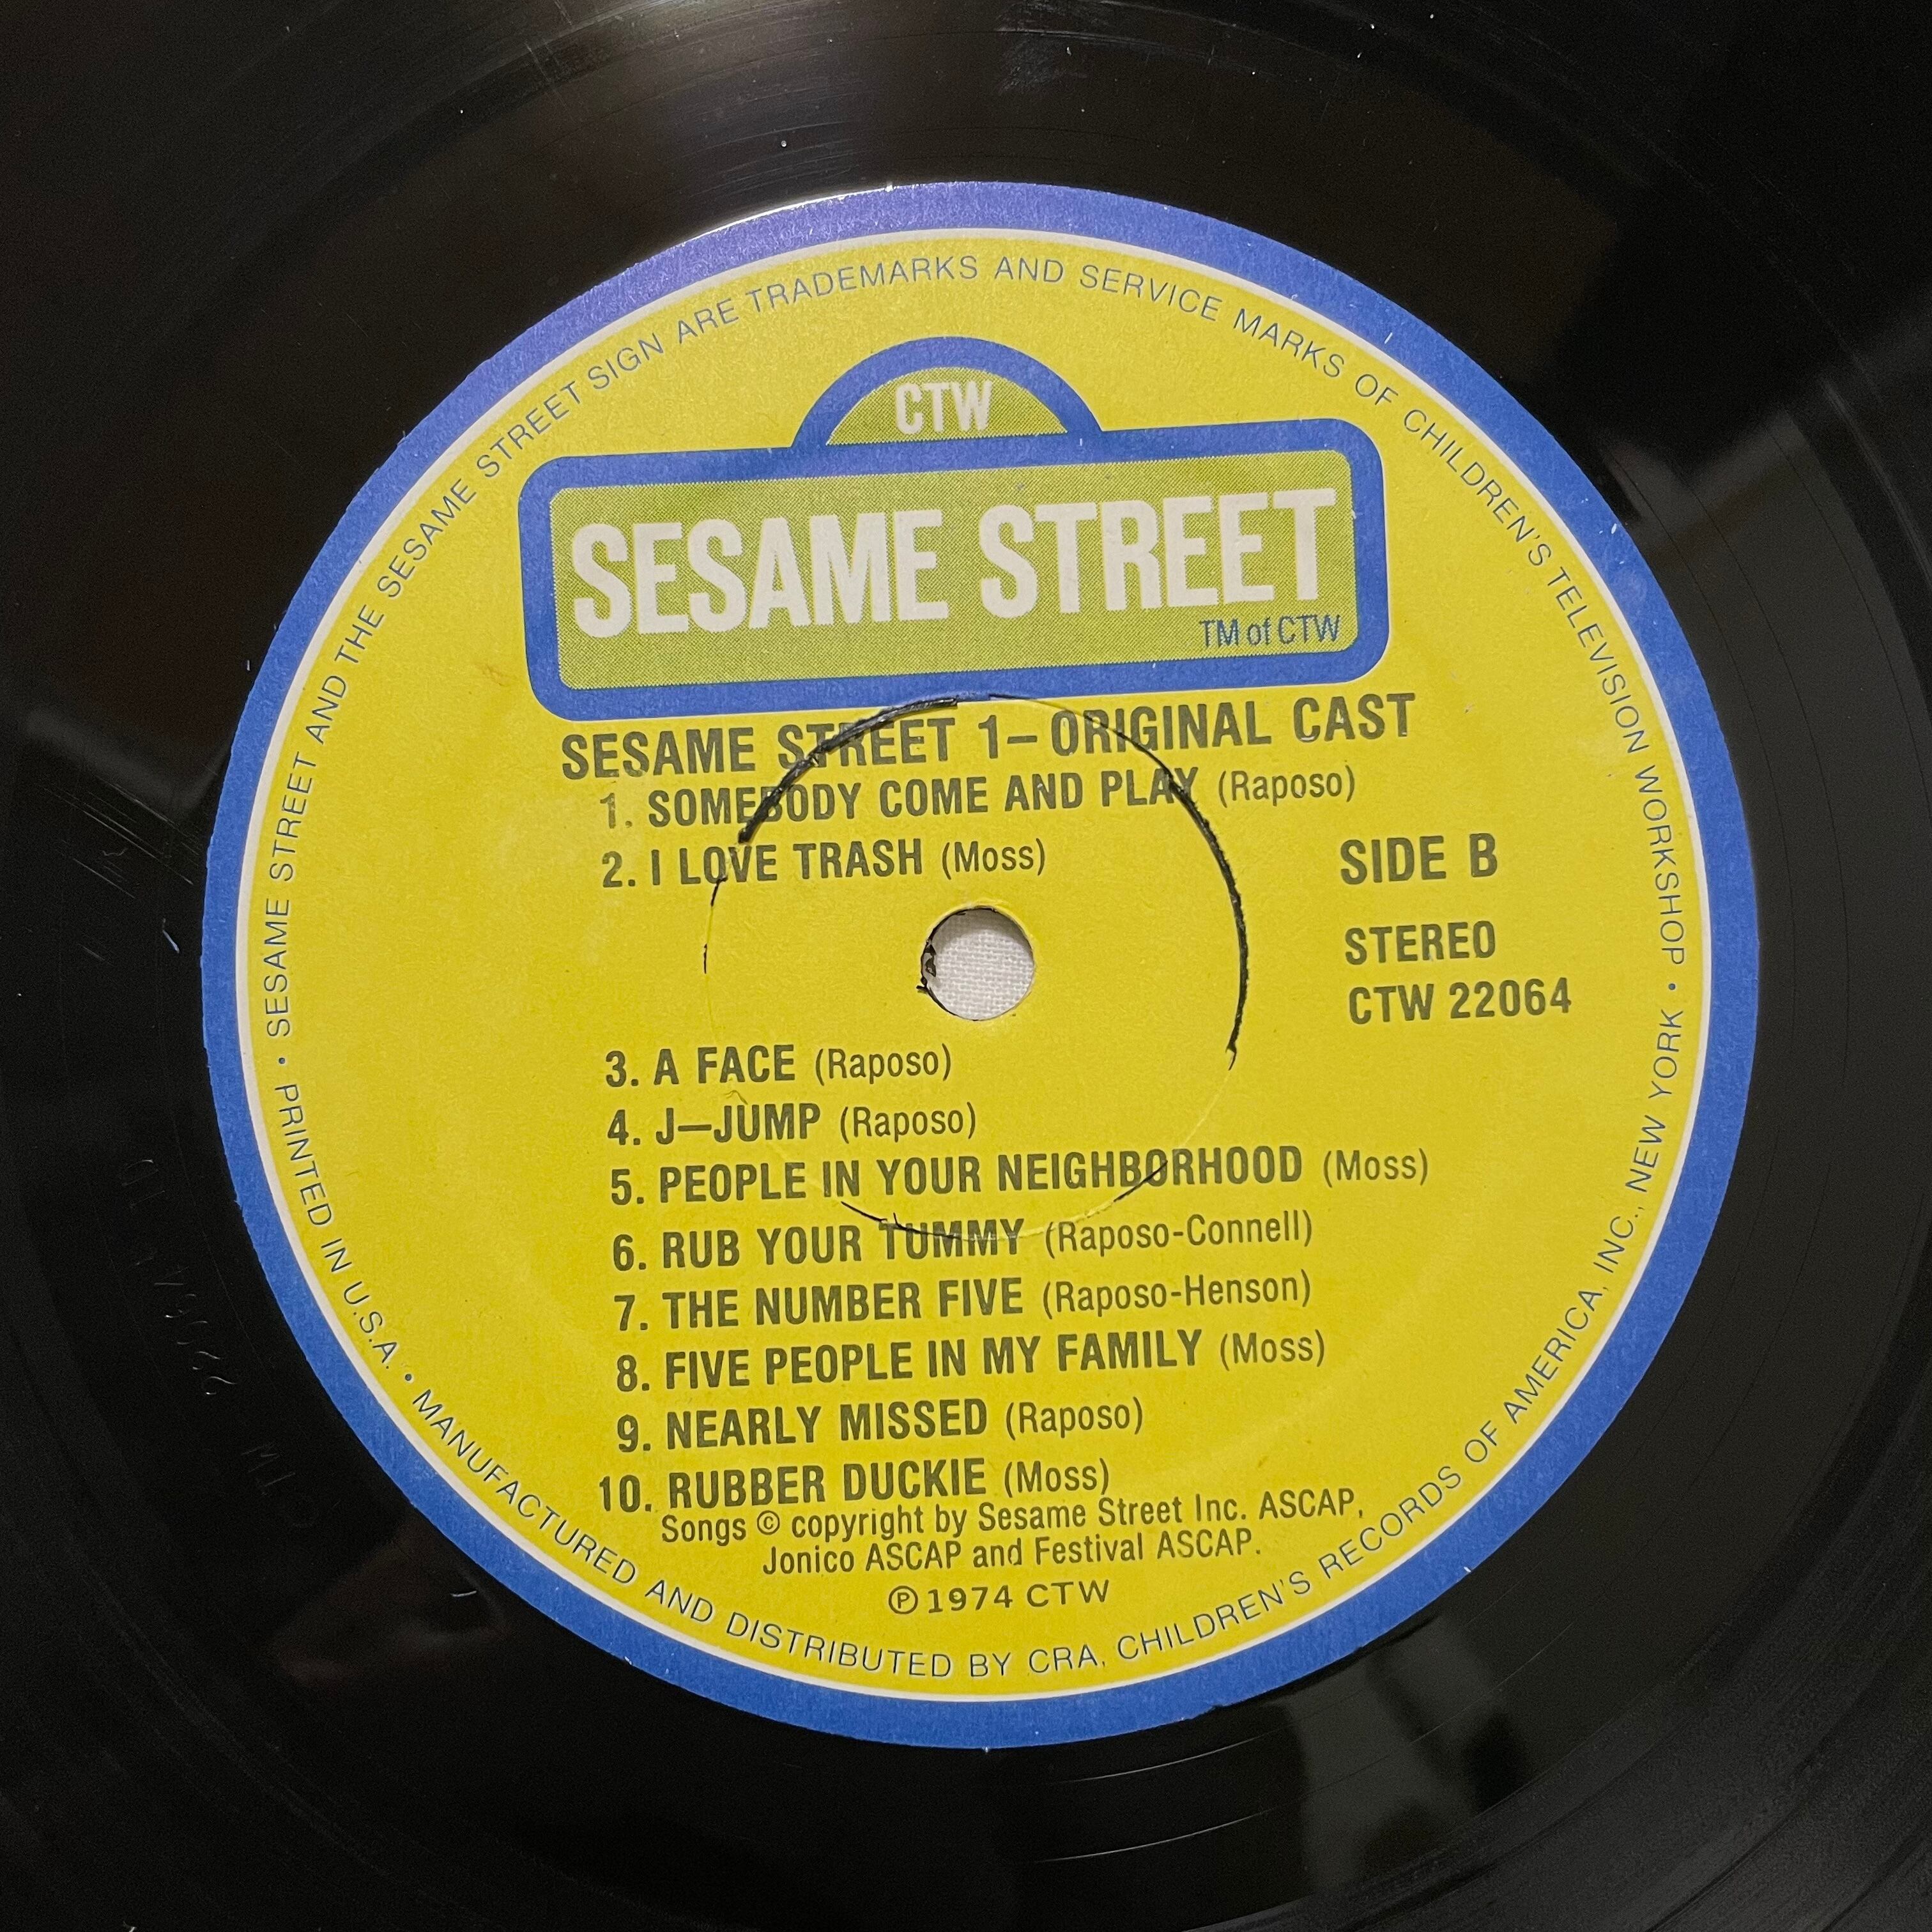 CTW
SESAME STREET
TM of CTW
SESAME STREET 1–ORIGINAL CAST
1. SOMEBODY COME AND PLAY (Raposo)
2. I LOVE TRASH (Moss)
SIDE B
STEREO
CTW 22064
3. A FACE (Raposo)
4. J–JUMP (Raposo)
5. PEOPLE IN YOUR NEIGHBORHOOD (Moss)
6. RUB YOUR TUMMY (Raposo-Connell)
7. THE NUMBER FIVE (Raposo-Henson)
8. FIVE PEOPLE IN MY FAMILY (Moss)
9. NEARLY MISSED (Raposo)
10. RUBBER DUCKIE (Moss)
Songs © copyright by Sesame Street Inc. ASCAP,
Jonico ASCAP and Festival ASCAP.
℗ 1974 CTW
• SESAME STREET AND THE SESAME STREET SIGN ARE TRADEMARKS AND SERVICE MARKS OF CHILDREN'S TELEVISION WORKSHOP •
PRINTED IN U.S.A. • MANUFACTURED AND DISTRIBUTED BY CRA, CHILDREN'S RECORDS OF AMERICA, INC., NEW YORK